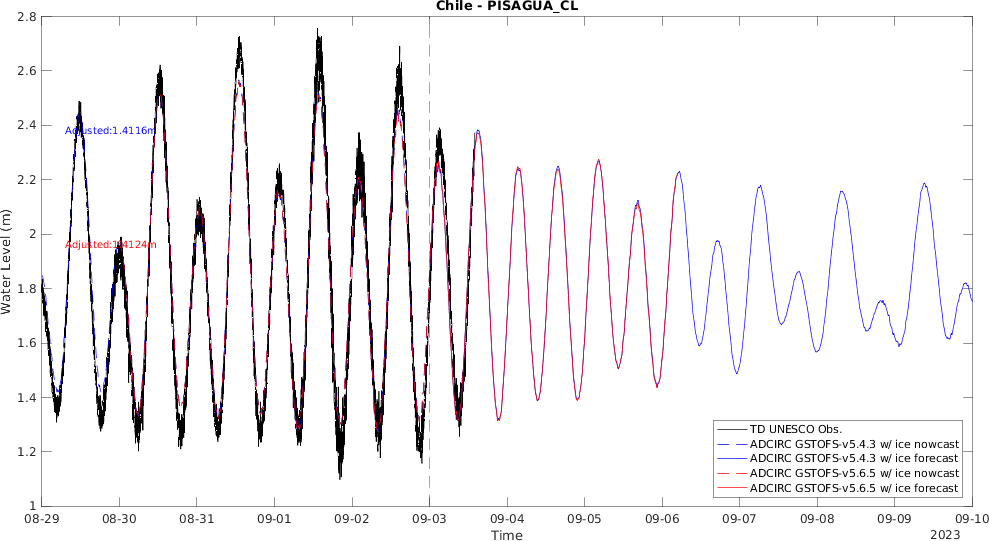 Chile - PISAGUA_CL
2.8
2.6
2.4
2.2
2
1.8
1.6
1.4
1.2
1
Water Level (m)
Adjusted:1.4116m
Adjusted:1.4124m
TD UNESCO Obs.
ADCIRC GSTOFS-v5.4.3 w/ ice nowcast
ADCIRC GSTOFS-v5.4.3 w/ ice forecast
ADCIRC GSTOFS-v5.6.5 w/ ice nowcast
ADCIRC GSTOFS-v5.6.5 w/ ice forecast
08-29 08-30 08-31 09-01 09-02 09-03 09-04 09-05 09-06 09-07 09-08 09-09 09-10
Time
2023